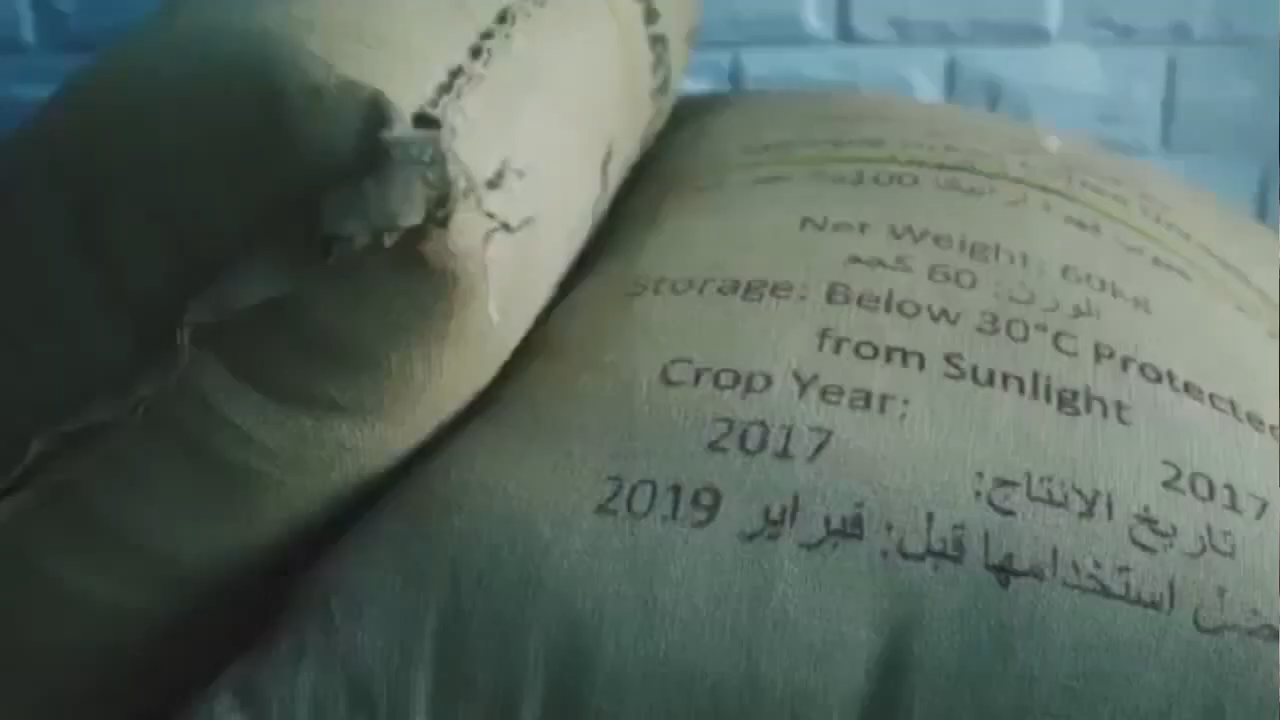 100
Net Weight: 60kg
الوزن: 60 كجم
Storage: Below 30°C Protected
from Sunlight
Crop Year:
2017
2017
تاريخ الانتاج:
استخدامها قبل: فبراير 2019